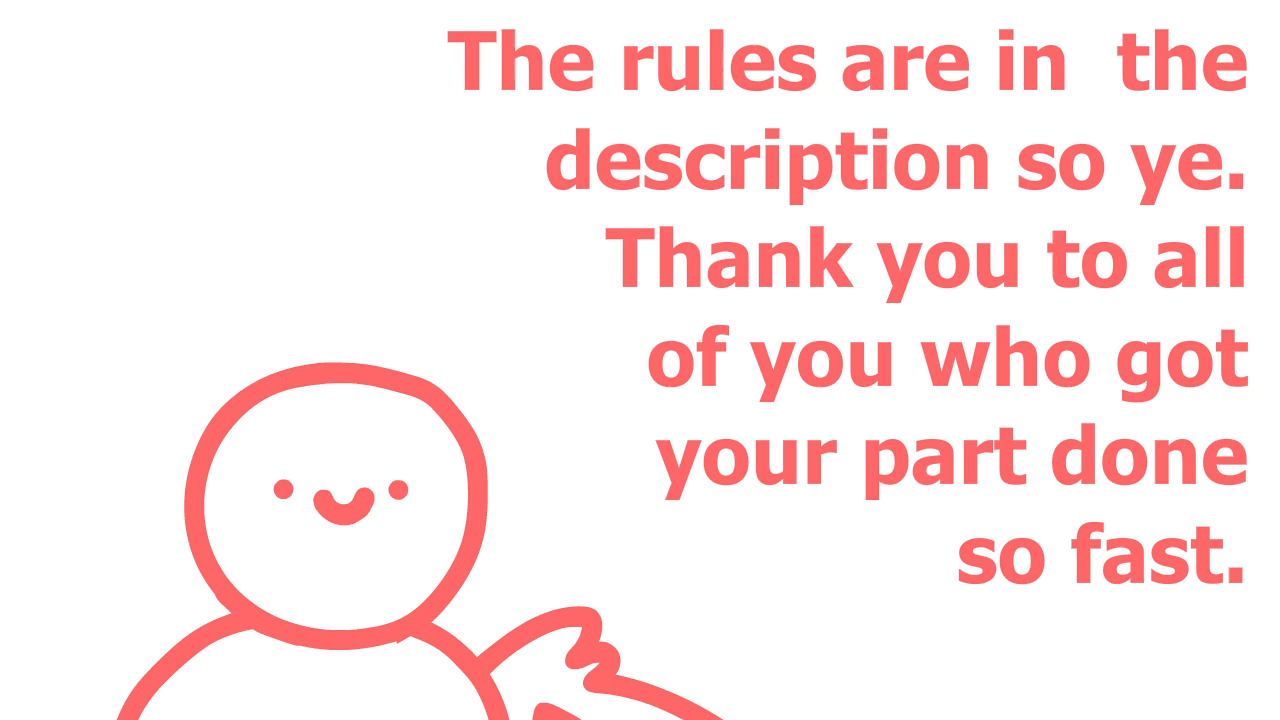 The rules are in  the
description so ye.
Thank you to all
of you who got
your part done
so fast.